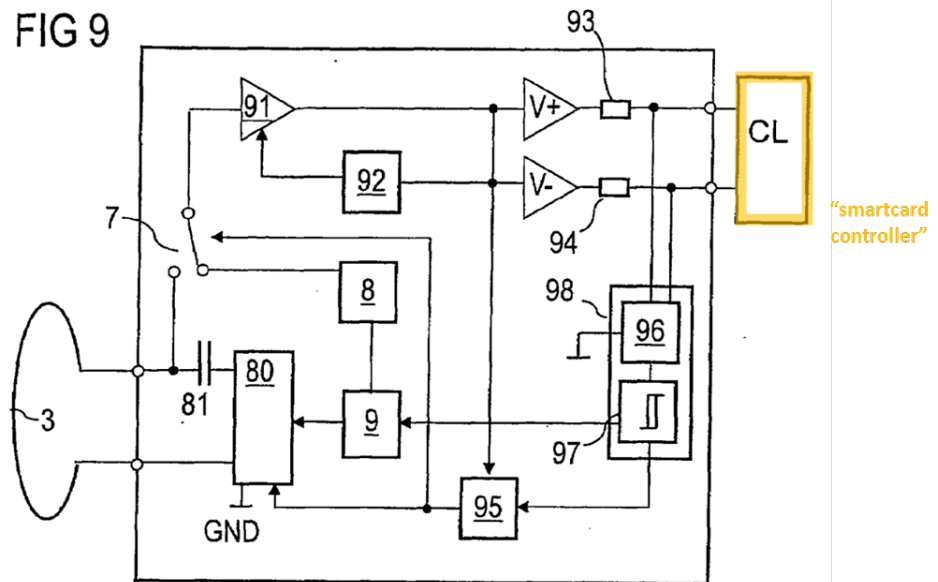 FIG 9
93
91
V+
CL
92
V-
"smartcard
controller"
94
7
8
98
96
80
81
3
9
97
95
GND